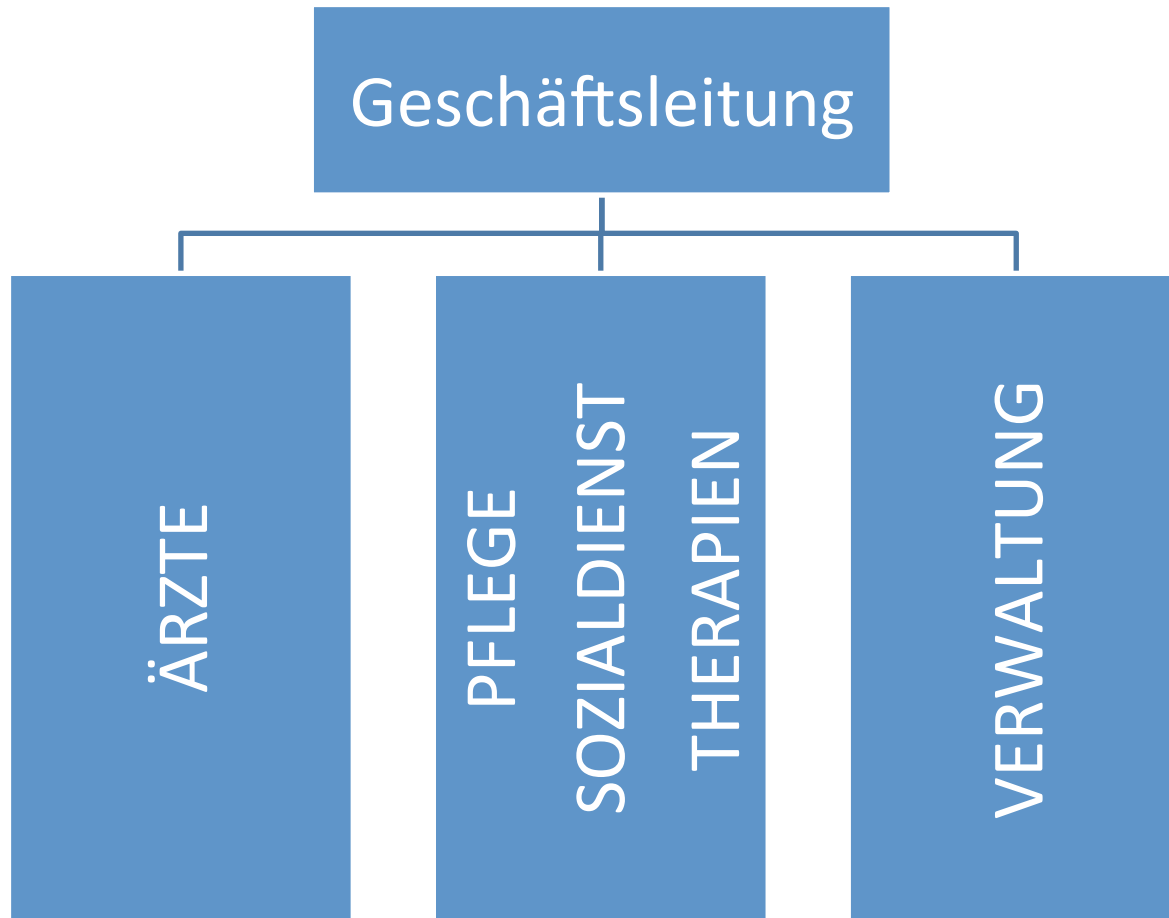 Geschäftsleitung
ÄRZTE
PFLEGE
SOZIALDIENST
THERAPIEN
VERWALTUNG